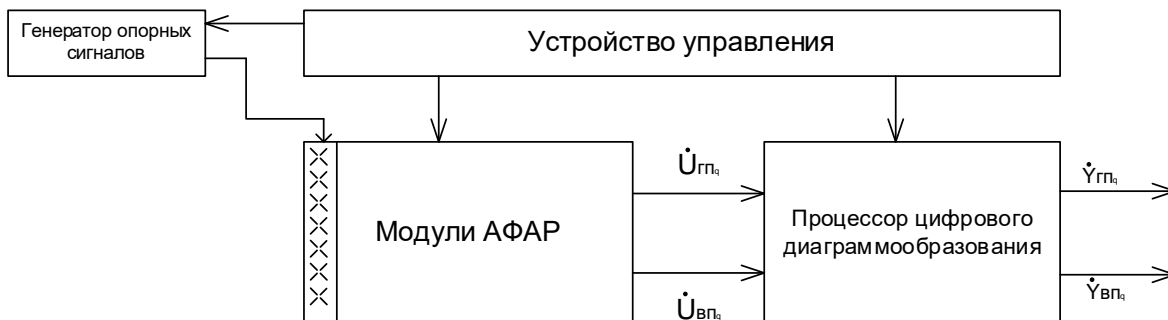 Генератор опорных
сигналов
Устройство управления
Модули АФАР
U̇гпq
U̇впq
Процессор цифрового
диаграммообразования
Ẏгпq
Ẏвпq